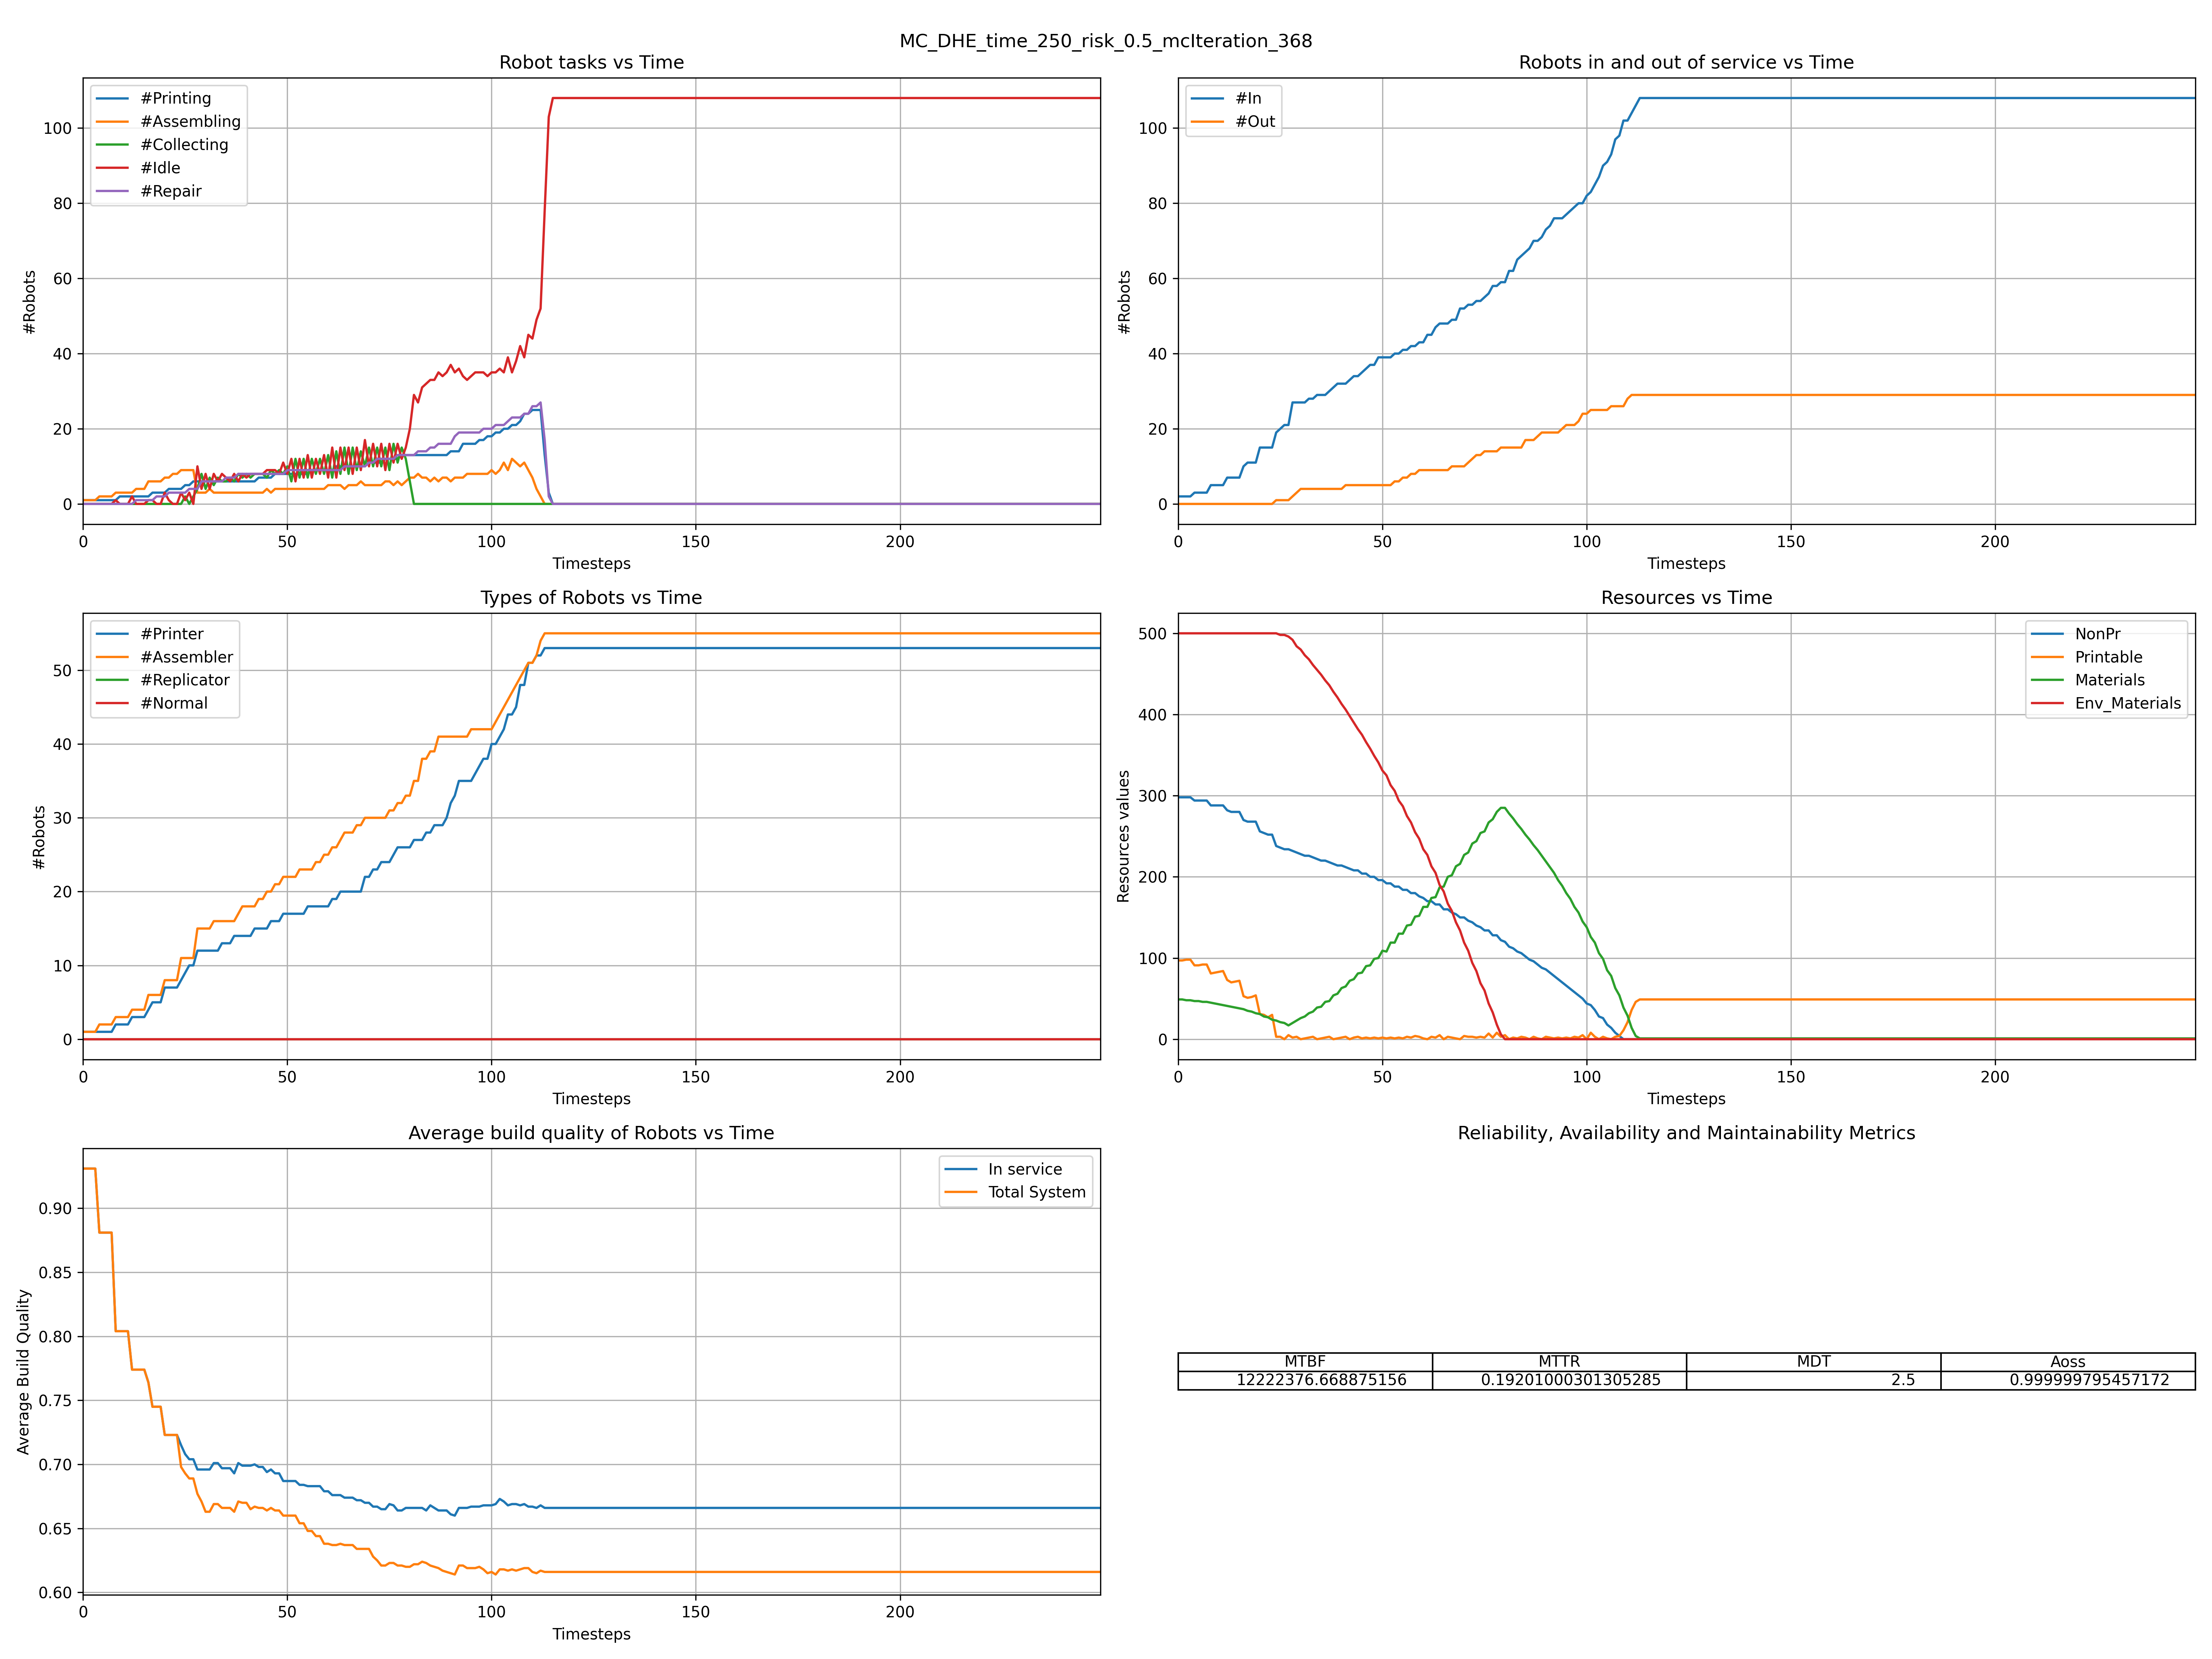 MC_DHE_time_250_risk_0.5_mcIteration_368
Robot tasks vs Time
#Printing
#Assembling
#Collecting
#Idle
#Repair
100
80
60
40
20
0
#Robots
0 50 100 150 200
Timesteps
Robots in and out of service vs Time
#In
#Out
100
80
60
40
20
0
#Robots
0 50 100 150 200
Timesteps
Types of Robots vs Time
#Printer
#Assembler
#Replicator
#Normal
50
40
30
20
10
0
#Robots
0 50 100 150 200
Timesteps
Resources vs Time
NonPr
Printable
Materials
Env_Materials
500
400
300
200
100
0
Resources values
0 50 100 150 200
Timesteps
Average build quality of Robots vs Time
In service
Total System
0.90
0.85
0.80
0.75
0.70
0.65
0.60
Average Build Quality
0 50 100 150 200
Timesteps
Reliability, Availability and Maintainability Metrics
MTBF MTTR MDT Aoss
12222376.668875156 0.19201000301305285 2.5 0.999999795457172